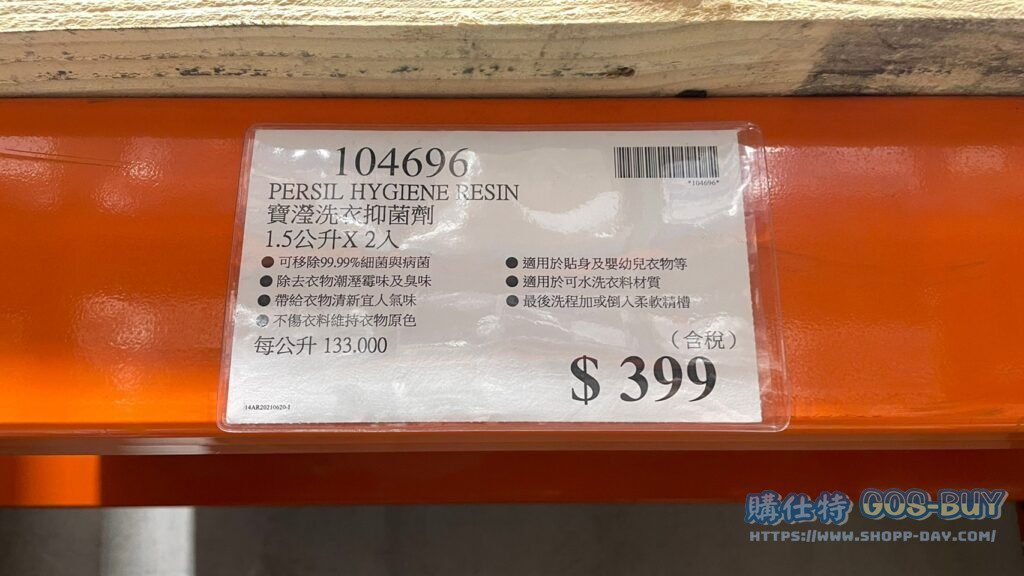 104696
*104696*
PERSIL HYGIENE RESIN
寶瀅洗衣抑菌劑
1.5公升X 2入
●可移除99.99%細菌與病菌
●除去衣物潮溼霉味及臭味
●帶給衣物清新宜人氣味
●不傷衣料維持衣物原色
●適用於貼身及嬰幼兒衣物等
●適用於可水洗衣料材質
●最後洗程加或倒入柔軟精槽
每公升 133.000
(含稅)
$ 399
14AR20210620-1
購仕特 GOS-BUY
HTTPS://WWW.SHOPP-DAY.COM/